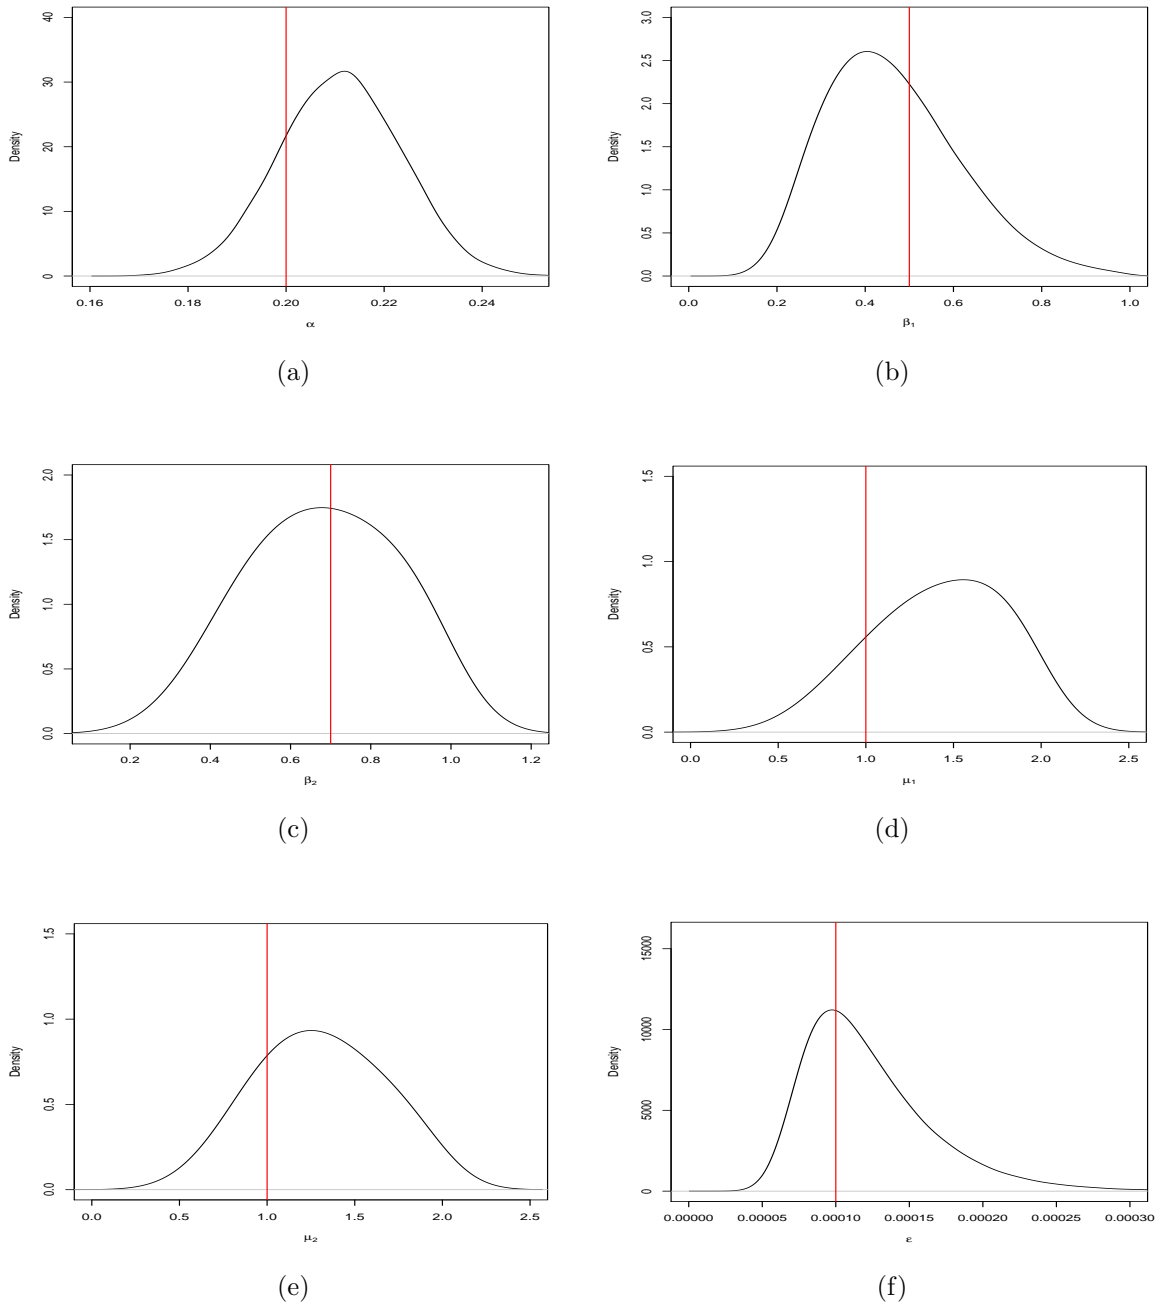 40
30
20
10
0
Density
0.16 0.18 0.20 0.22 0.24
α
(a)
3.0
2.5
2.0
1.5
1.0
0.5
0.0
Density
0.0 0.2 0.4 0.6 0.8 1.0
β₁
(b)
2.0
1.5
1.0
0.5
0.0
Density
0.2 0.4 0.6 0.8 1.0 1.2
β₂
(c)
1.5
1.0
0.5
0.0
Density
0.0 0.5 1.0 1.5 2.0 2.5
μ₁
(d)
1.5
1.0
0.5
0.0
Density
0.0 0.5 1.0 1.5 2.0 2.5
μ₂
(e)
15000
10000
5000
0
Density
0.00000 0.00005 0.00010 0.00015 0.00020 0.00025 0.00030
ε
(f)